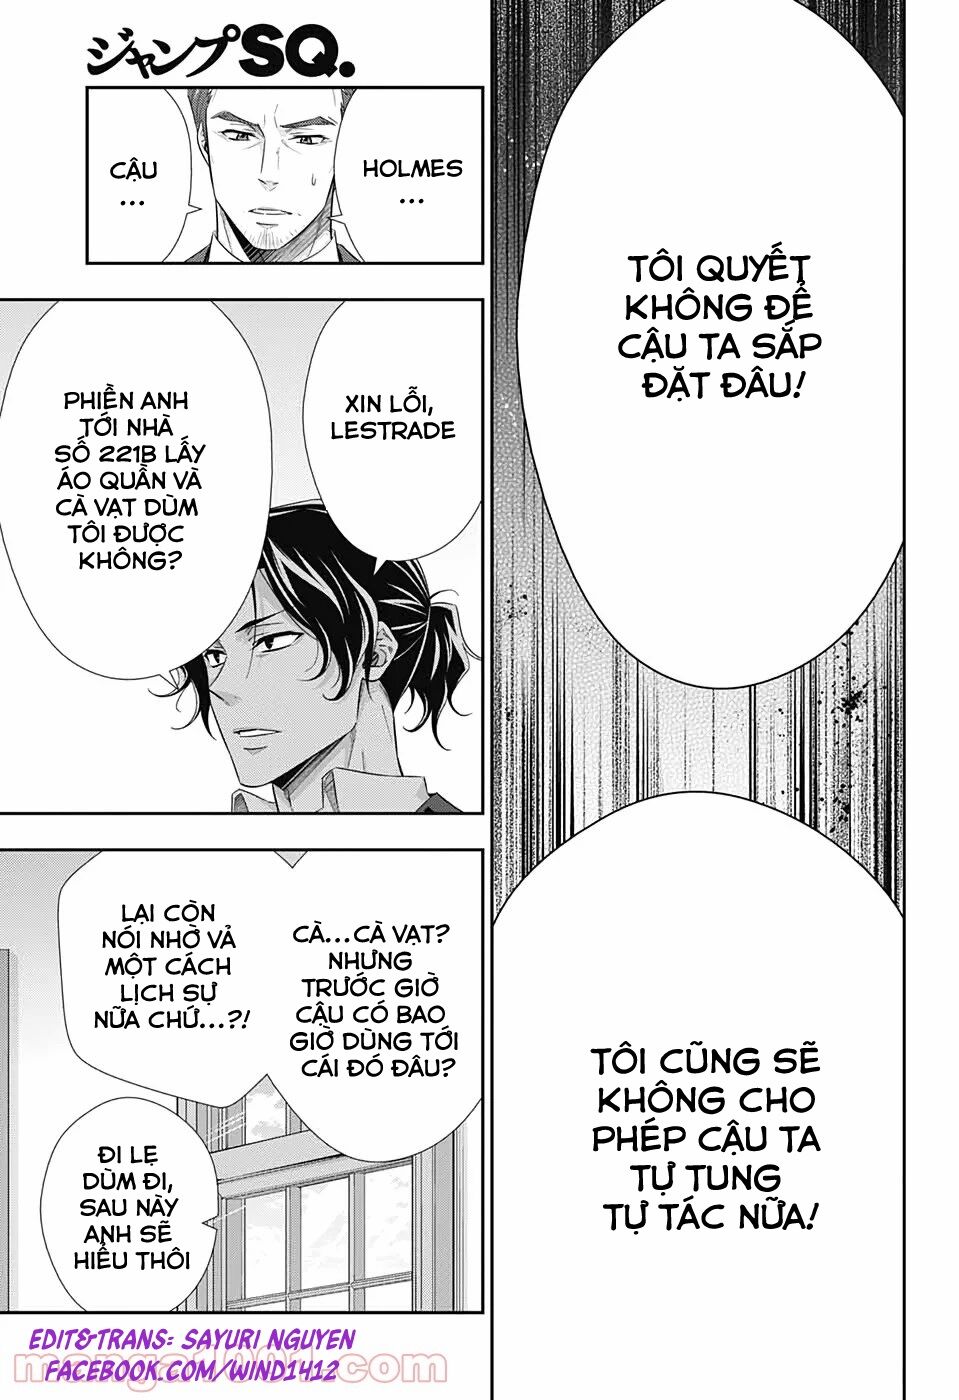 TÔI QUYẾT
KHÔNG ĐỂ
CẬU TA SẮP
ĐẶT ĐÂU!
TÔI CŨNG SẼ
KHÔNG CHO
PHÉP CẬU TA
TỰ TUNG
TỰ TÁC NỮA!
ジャンプSQ.
HOLMES
...
CẬU
...
XIN LỖI,
LESTRADE
PHIỀN ANH
TỚI NHÀ
SỐ 221B LẤY
ÁO QUẦN VÀ
CÀ VẠT DÙM
TÔI ĐƯỢC
KHÔNG?
CÀ...CÀ VẠT?
NHƯNG
TRƯỚC GIỜ
CẬU CÓ BAO
GIỜ DÙNG TỚI
CÁI ĐÓ ĐÂU?
LẠI CÒN
NÓI NHỜ VẢ
MỘT CÁCH
LỊCH SỰ
NỮA CHỨ...?!
ĐI LẸ
DÙM ĐI,
SAU NÀY
ANH SẼ
HIỂU THÔI
EDIT&TRANS: SAYURI NGUYEN
FACEBOOK.COM/WIND1412